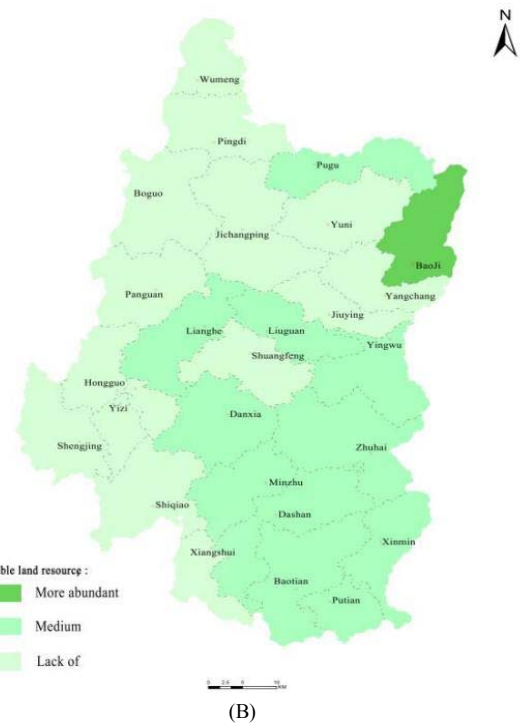 N
Wumeng
Pingdi
Pugu
Boguo
Yuni
Jichangping
BaoJi
Panguan
Yangchang
Jiuying
Lianghe
Liuguan
Yingwu
Shuangfeng
Hongguo
Yizi
Danxia
Shengjing
Zhuhai
Minzhu
Shiqiao
Dashan
Xinmin
Xiangshui
Baotian
Putian
ble land resource :
More abundant
Medium
Lack of
(B)